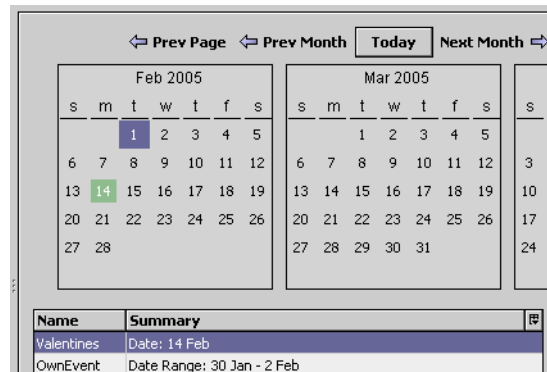 Prev Page Prev Month Today Next Month
Feb 2005
s m t w t f s
1 2 3 4 5
6 7 8 9 10 11 12
13 14 15 16 17 18 19
20 21 22 23 24 25 26
27 28
Mar 2005
s m t w t f s
1 2 3 4 5
6 7 8 9 10 11 12
13 14 15 16 17 18 19
20 21 22 23 24 25 26
27 28 29 30 31
s
3
10
17
24
Name Summary
Valentines Date: 14 Feb
OwnEvent Date Range: 30 Jan - 2 Feb